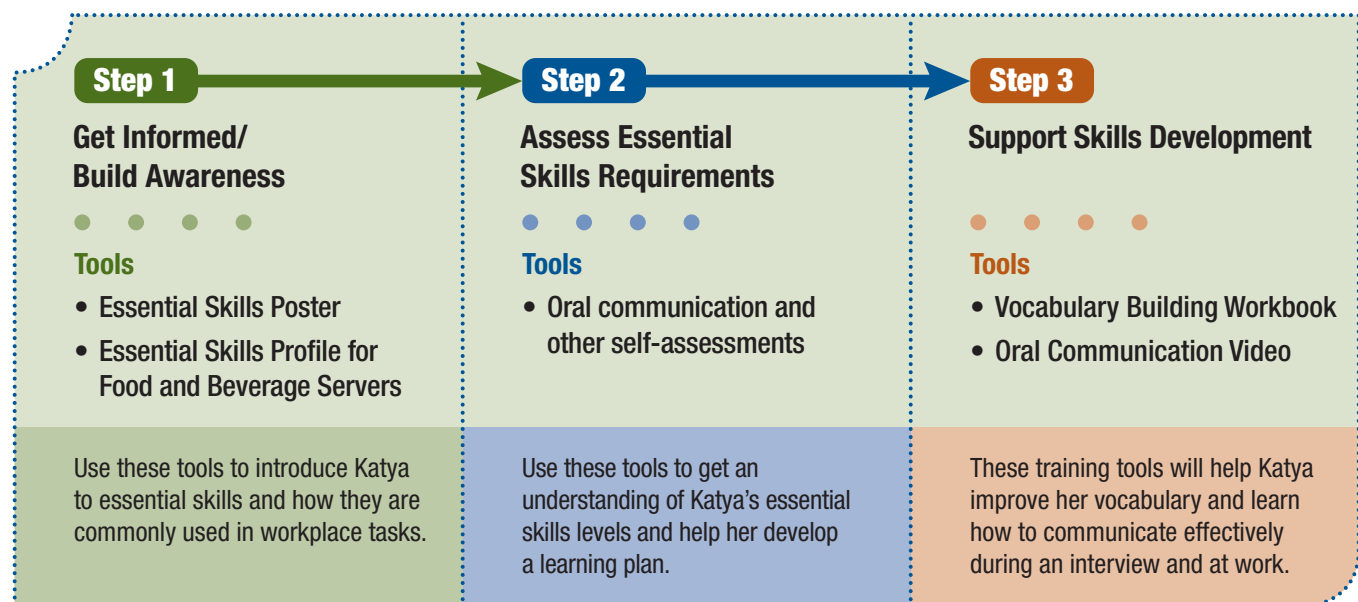 Step 1
Get Informed/
Build Awareness
Tools
• Essential Skills Poster
• Essential Skills Profile for
Food and Beverage Servers
Use these tools to introduce Katya
to essential skills and how they are
commonly used in workplace tasks.
Step 2
Assess Essential
Skills Requirements
Tools
• Oral communication and
other self-assessments
Use these tools to get an
understanding of Katya’s essential
skills levels and help her develop
a learning plan.
Step 3
Support Skills Development
Tools
• Vocabulary Building Workbook
• Oral Communication Video
These training tools will help Katya
improve her vocabulary and learn
how to communicate effectively
during an interview and at work.